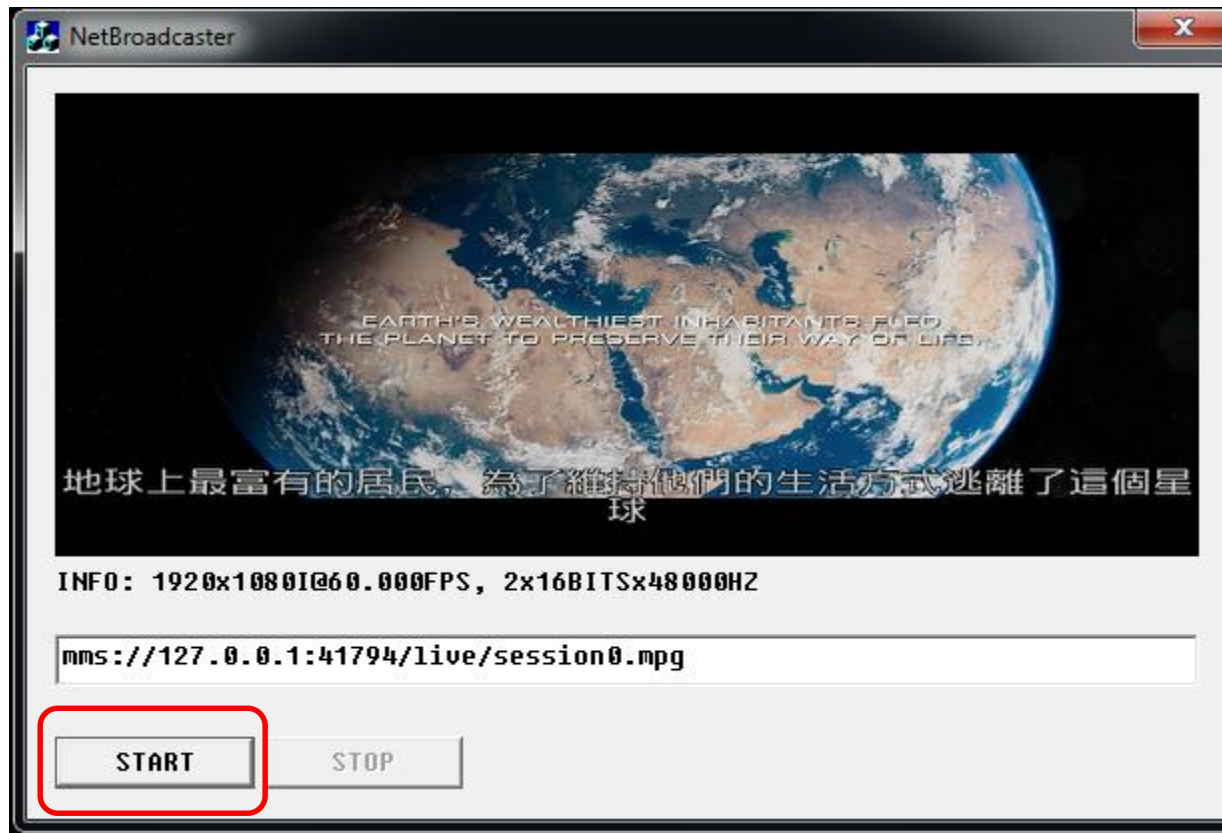 NetBroadcaster
EARTH'S WEALTHIEST INHABITANTS FLED
THE PLANET TO PRESERVE THEIR WAY OF LIFE.
地球上最富有的居民，為了維持他們的生活方式逃離了這個星
球
INFO: 1920x1080I@60.000FPS, 2x16BITSx48000HZ
mms://127.0.0.1:41794/live/session0.mpg
START STOP